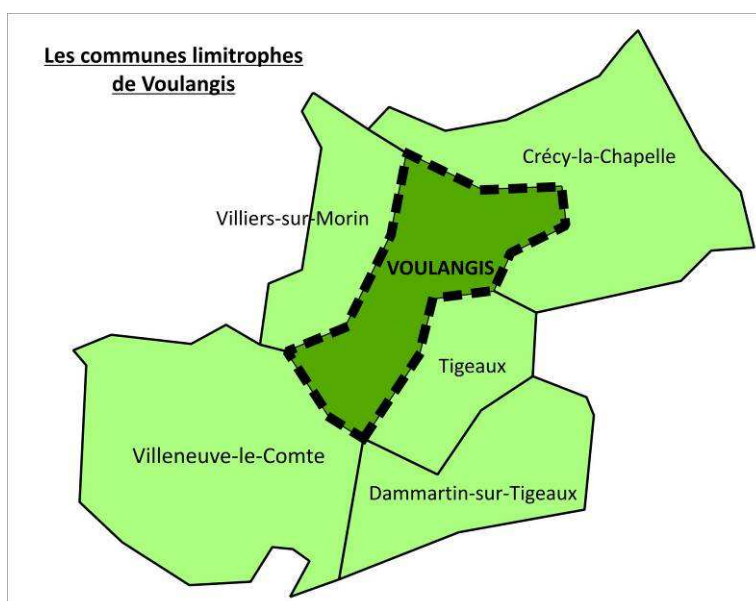 Les communes limitrophes
de Voulangis
Crécy-la-Chapelle
Villiers-sur-Morin
VOULANGIS
Tigeaux
Villeneuve-le-Comte
Dammartin-sur-Tigeaux